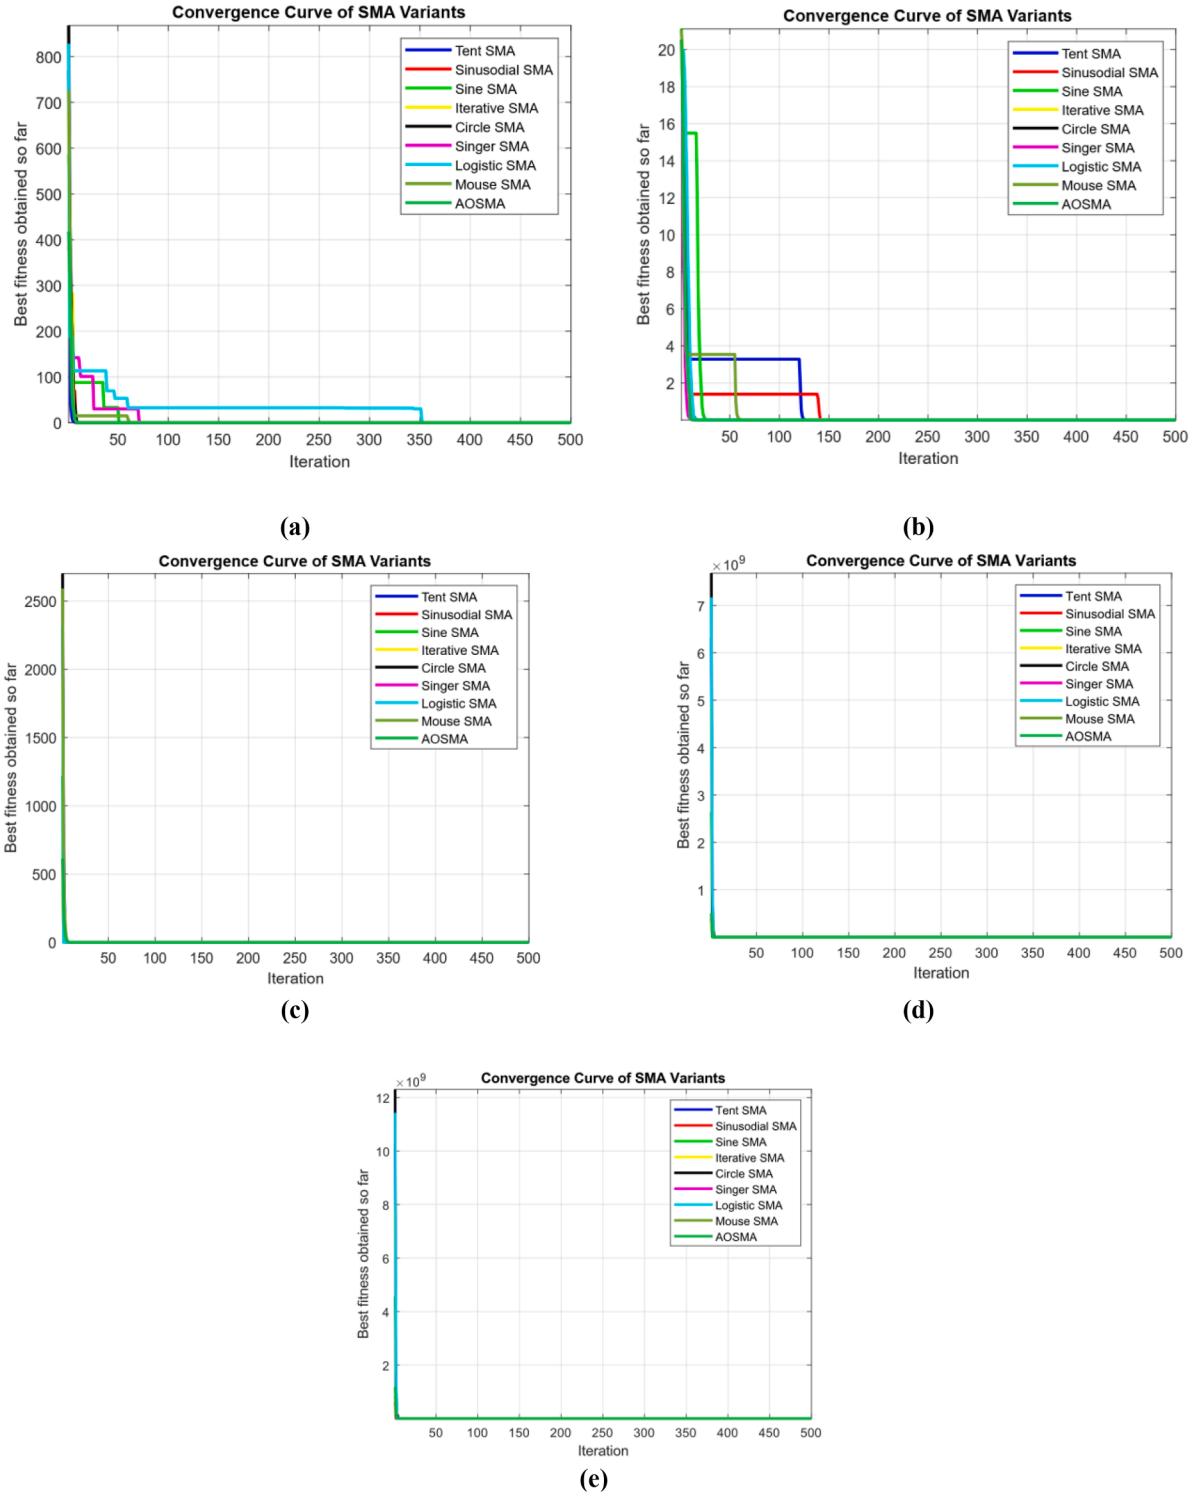 Convergence Curve of SMA Variants
Best fitness obtained so far
800
700
600
500
400
300
200
100
0
50 100 150 200 250 300 350 400 450 500
Iteration
Tent SMA
Sinusodial SMA
Sine SMA
Iterative SMA
Circle SMA
Singer SMA
Logistic SMA
Mouse SMA
AOSMA
(a)
Convergence Curve of SMA Variants
Best fitness obtained so far
20
18
16
14
12
10
8
6
4
2
50 100 150 200 250 300 350 400 450 500
Iteration
Tent SMA
Sinusodial SMA
Sine SMA
Iterative SMA
Circle SMA
Singer SMA
Logistic SMA
Mouse SMA
AOSMA
(b)
Convergence Curve of SMA Variants
Best fitness obtained so far
2500
2000
1500
1000
500
0
50 100 150 200 250 300 350 400 450 500
Iteration
Tent SMA
Sinusodial SMA
Sine SMA
Iterative SMA
Circle SMA
Singer SMA
Logistic SMA
Mouse SMA
AOSMA
(c)
Convergence Curve of SMA Variants
×10⁹
Best fitness obtained so far
7
6
5
4
3
2
1
50 100 150 200 250 300 350 400 450 500
Iteration
Tent SMA
Sinusodial SMA
Sine SMA
Iterative SMA
Circle SMA
Singer SMA
Logistic SMA
Mouse SMA
AOSMA
(d)
Convergence Curve of SMA Variants
×10⁹
Best fitness obtained so far
12
10
8
6
4
2
50 100 150 200 250 300 350 400 450 500
Iteration
Tent SMA
Sinusodial SMA
Sine SMA
Iterative SMA
Circle SMA
Singer SMA
Logistic SMA
Mouse SMA
AOSMA
(e)